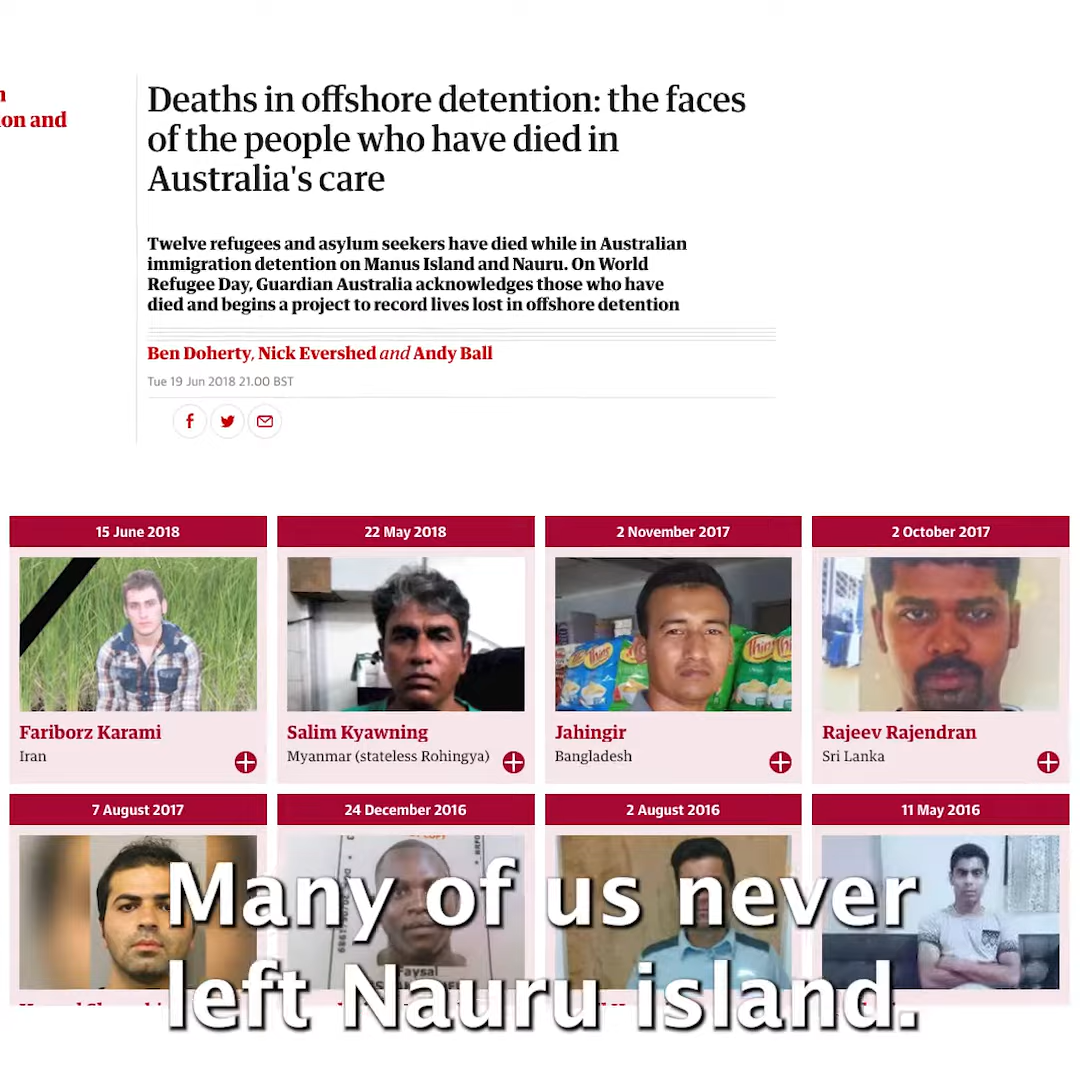 n
on and
Deaths in offshore detention: the faces
of the people who have died in
Australia's care
Twelve refugees and asylum seekers have died while in Australian
immigration detention on Manus Island and Nauru. On World
Refugee Day, Guardian Australia acknowledges those who have
died and begins a project to record lives lost in offshore detention
Ben Doherty, Nick Evershed and Andy Ball
Tue 19 Jun 2018 21.00 BST
15 June 2018
22 May 2018
2 November 2017
2 October 2017
Fariborz Karami
Iran
Salim Kyawning
Myanmar (stateless Rohingya)
Jahingir
Bangladesh
Rajeev Rajendran
Sri Lanka
7 August 2017
24 December 2016
2 August 2016
11 May 2016
Faysal
Many of us never
left Nauru island.